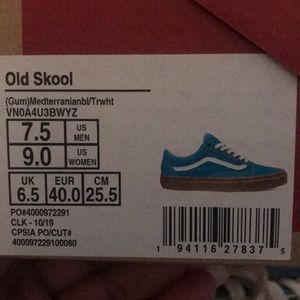 Old Skool
(Gum)Medterranianbl/Trwht
VN0A4U3BWYZ
7.5 US MEN
9.0 US WOMEN
UK EUR CM
6.5 40.0 25.5
PO#4000972291
CLK - 10/19
CPSIA PO/CUT#
400097229100080
1 94116 27837 5